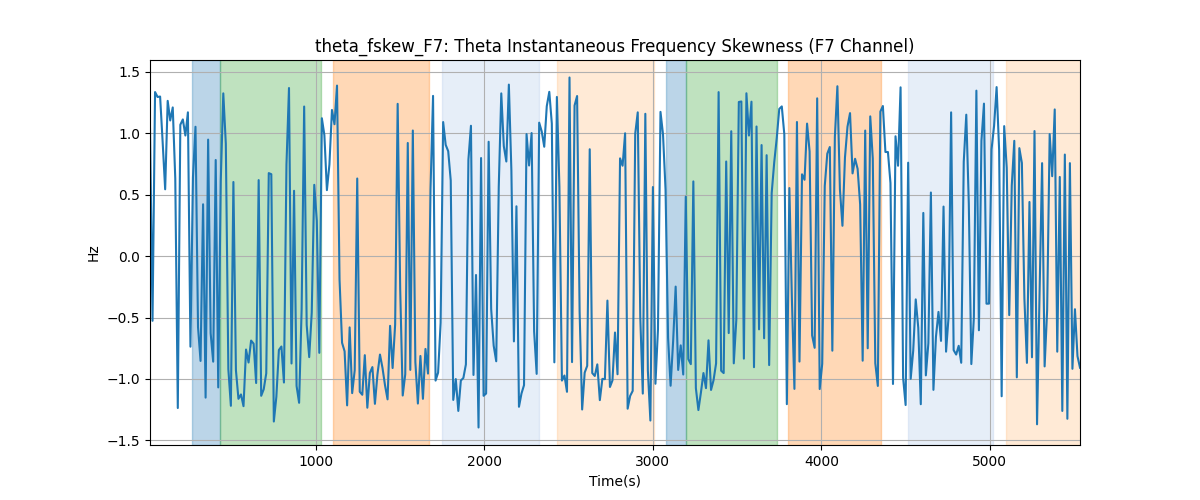 theta_fskew_F7: Theta Instantaneous Frequency Skewness (F7 Channel)
1.5
1.0
0.5
0.0
−0.5
−1.0
−1.5
Hz
1000 2000 3000 4000 5000
Time(s)